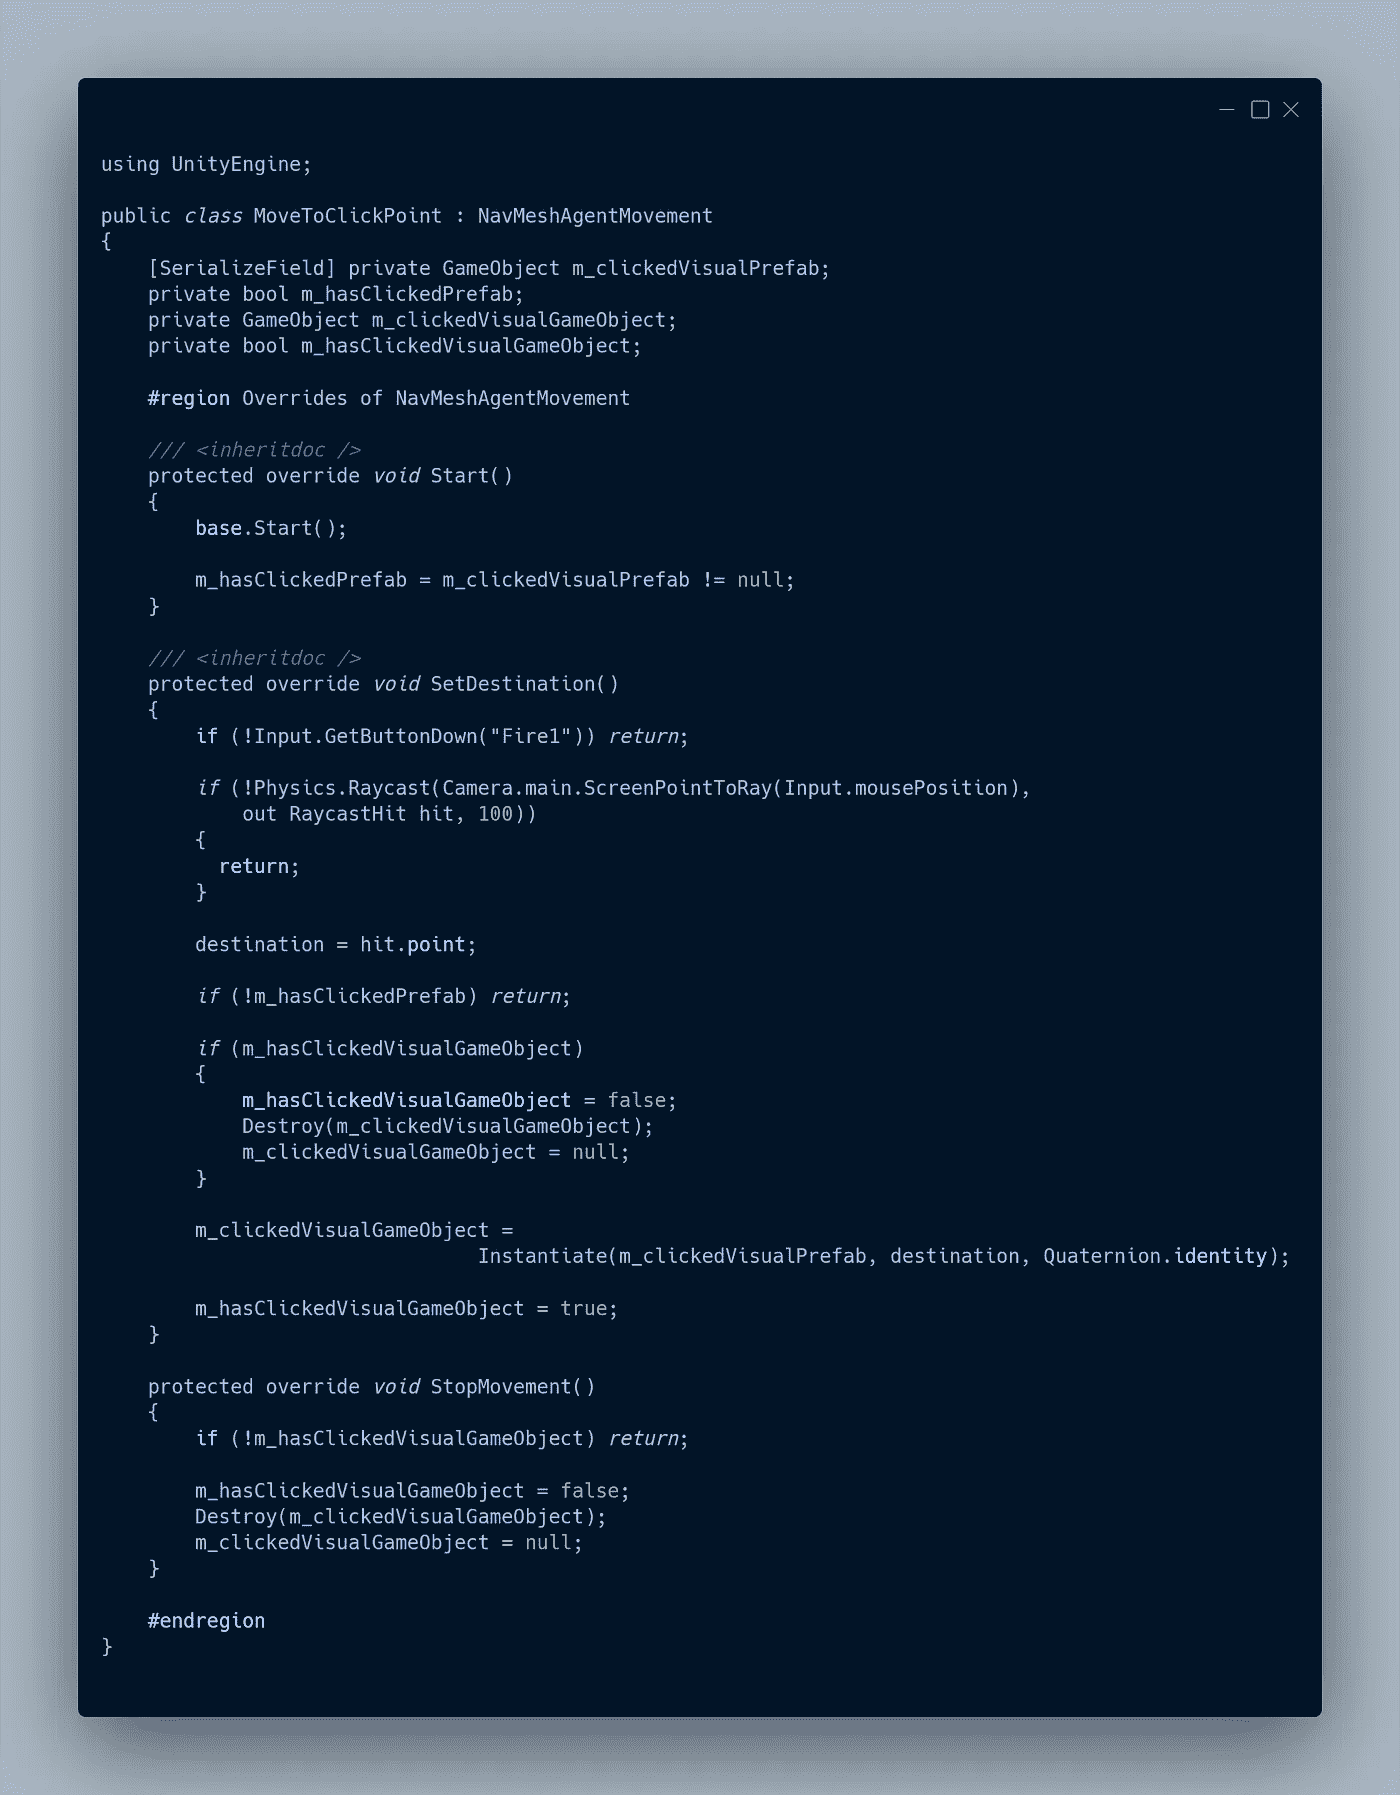 using UnityEngine;
public class MoveToClickPoint : NavMeshAgentMovement
{
[SerializeField] private GameObject m_clickedVisualPrefab;
private bool m_hasClickedPrefab;
private GameObject m_clickedVisualGameObject;
private bool m_hasClickedVisualGameObject;
#region Overrides of NavMeshAgentMovement
/// <inheritdoc />
protected override void Start()
{
base.Start();
m_hasClickedPrefab = m_clickedVisualPrefab != null;
}
/// <inheritdoc />
protected override void SetDestination()
{
if (!Input.GetButtonDown("Fire1")) return;
if (!Physics.Raycast(Camera.main.ScreenPointToRay(Input.mousePosition),
out RaycastHit hit, 100))
{
return;
}
destination = hit.point;
if (!m_hasClickedPrefab) return;
if (m_hasClickedVisualGameObject)
{
m_hasClickedVisualGameObject = false;
Destroy(m_clickedVisualGameObject);
m_clickedVisualGameObject = null;
}
m_clickedVisualGameObject =
Instantiate(m_clickedVisualPrefab, destination, Quaternion.identity);
m_hasClickedVisualGameObject = true;
}
protected override void StopMovement()
{
if (!m_hasClickedVisualGameObject) return;
m_hasClickedVisualGameObject = false;
Destroy(m_clickedVisualGameObject);
m_clickedVisualGameObject = null;
}
#endregion
}